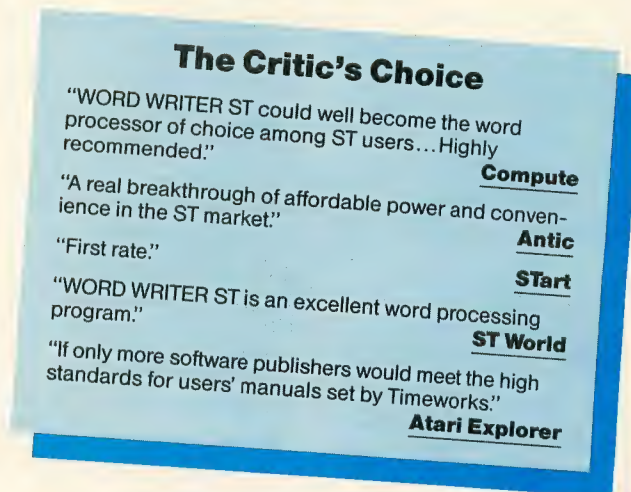 The Critic's Choice
"WORD WRITER ST could well become the word
processor of choice among ST users...Highly
recommended."
Compute
"A real breakthrough of affordable power and conven-
ience in the ST market."
Antic
"First rate."
STart
"WORD WRITER ST is an excellent word processing
program."
ST World
"If only more software publishers would meet the high
standards for users' manuals set by Timeworks."
Atari Explorer